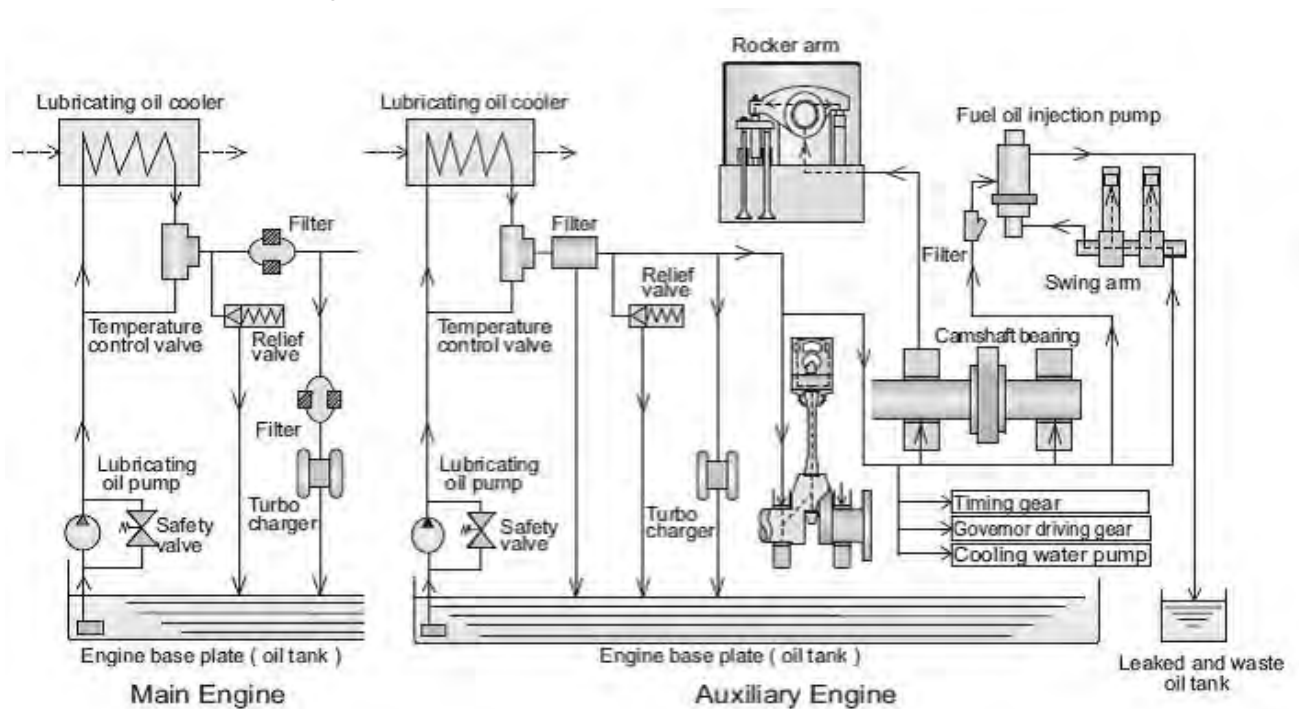 Rocker arm
Lubricating oil cooler
Lubricating oil cooler
Fuel oil injection pump
Filter
Filter
Filter
Swing arm
Relief
valve
Temperature
control valve
Relief
valve
Temperature
control valve
Camshaft bearing
Filter
Lubricating
oil pump
Lubricating
oil pump
Turbo
charger
Safety
valve
Turbo
charger
Safety
valve
Timing gear
Governor driving gear
Cooling water pump
Engine base plate ( oil tank )
Engine base plate ( oil tank )
Leaked and waste
oil tank
Main Engine
Auxiliary Engine